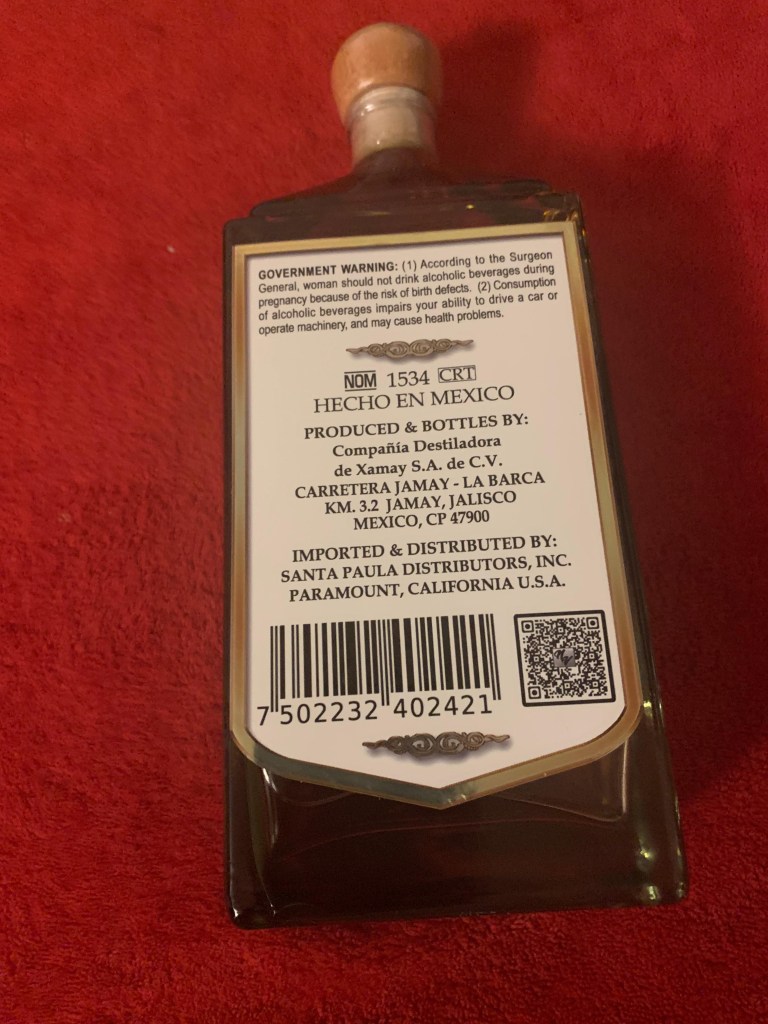 GOVERNMENT WARNING: (1) According to the Surgeon
General, woman should not drink alcoholic beverages during
pregnancy because of the risk of birth defects. (2) Consumption
of alcoholic beverages impairs your ability to drive a car or
operate machinery, and may cause health problems.
NOM 1534 CRT
HECHO EN MEXICO
PRODUCED & BOTTLES BY:
Compañía Destiladora
de Xamay S.A. de C.V.
CARRETERA JAMAY - LA BARCA
KM. 3.2 JAMAY, JALISCO
MEXICO, CP 47900
IMPORTED & DISTRIBUTED BY:
SANTA PAULA DISTRIBUTORS, INC.
PARAMOUNT, CALIFORNIA U.S.A.
7 502232 402421